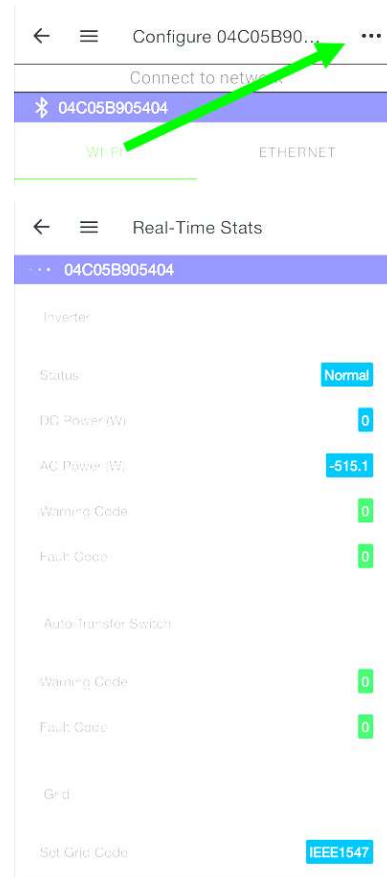 Configure 04C05B90...
Connect to network
04C05B905404
WI-FI ETHERNET
Real-Time Stats
04C05B905404
Inverter
Status Normal
DC Power (W) 0
AC Power (W) -515.1
Warning Code 0
Fault Code 0
Auto-Transfer Switch
Warning Code 0
Fault Code 0
Grid
Set Grid Code IEEE1547